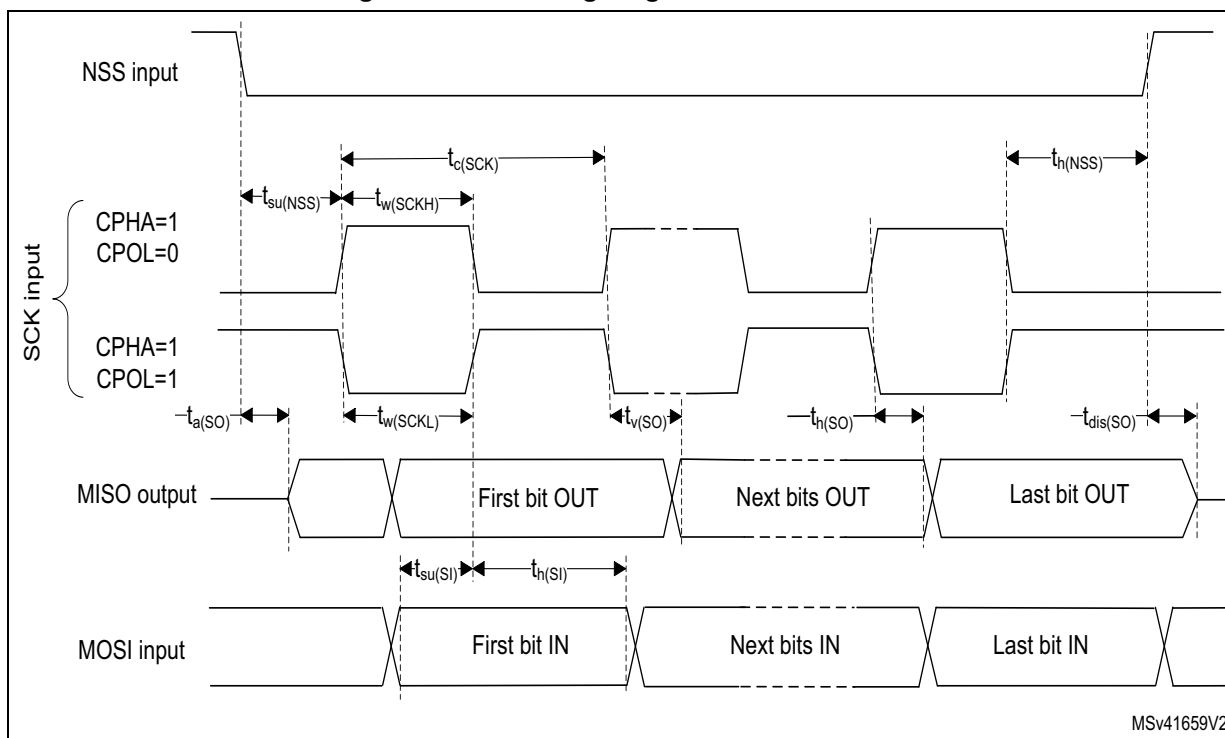 NSS input
tc(SCK)
th(NSS)
tsu(NSS)
tw(SCKH)
SCK input
CPHA=1
CPOL=0
CPHA=1
CPOL=1
ta(SO)
tw(SCKL)
tv(SO)
th(SO)
tdis(SO)
MISO output
First bit OUT
Next bits OUT
Last bit OUT
tsu(SI)
th(SI)
MOSI input
First bit IN
Next bits IN
Last bit IN
MSv41659V2